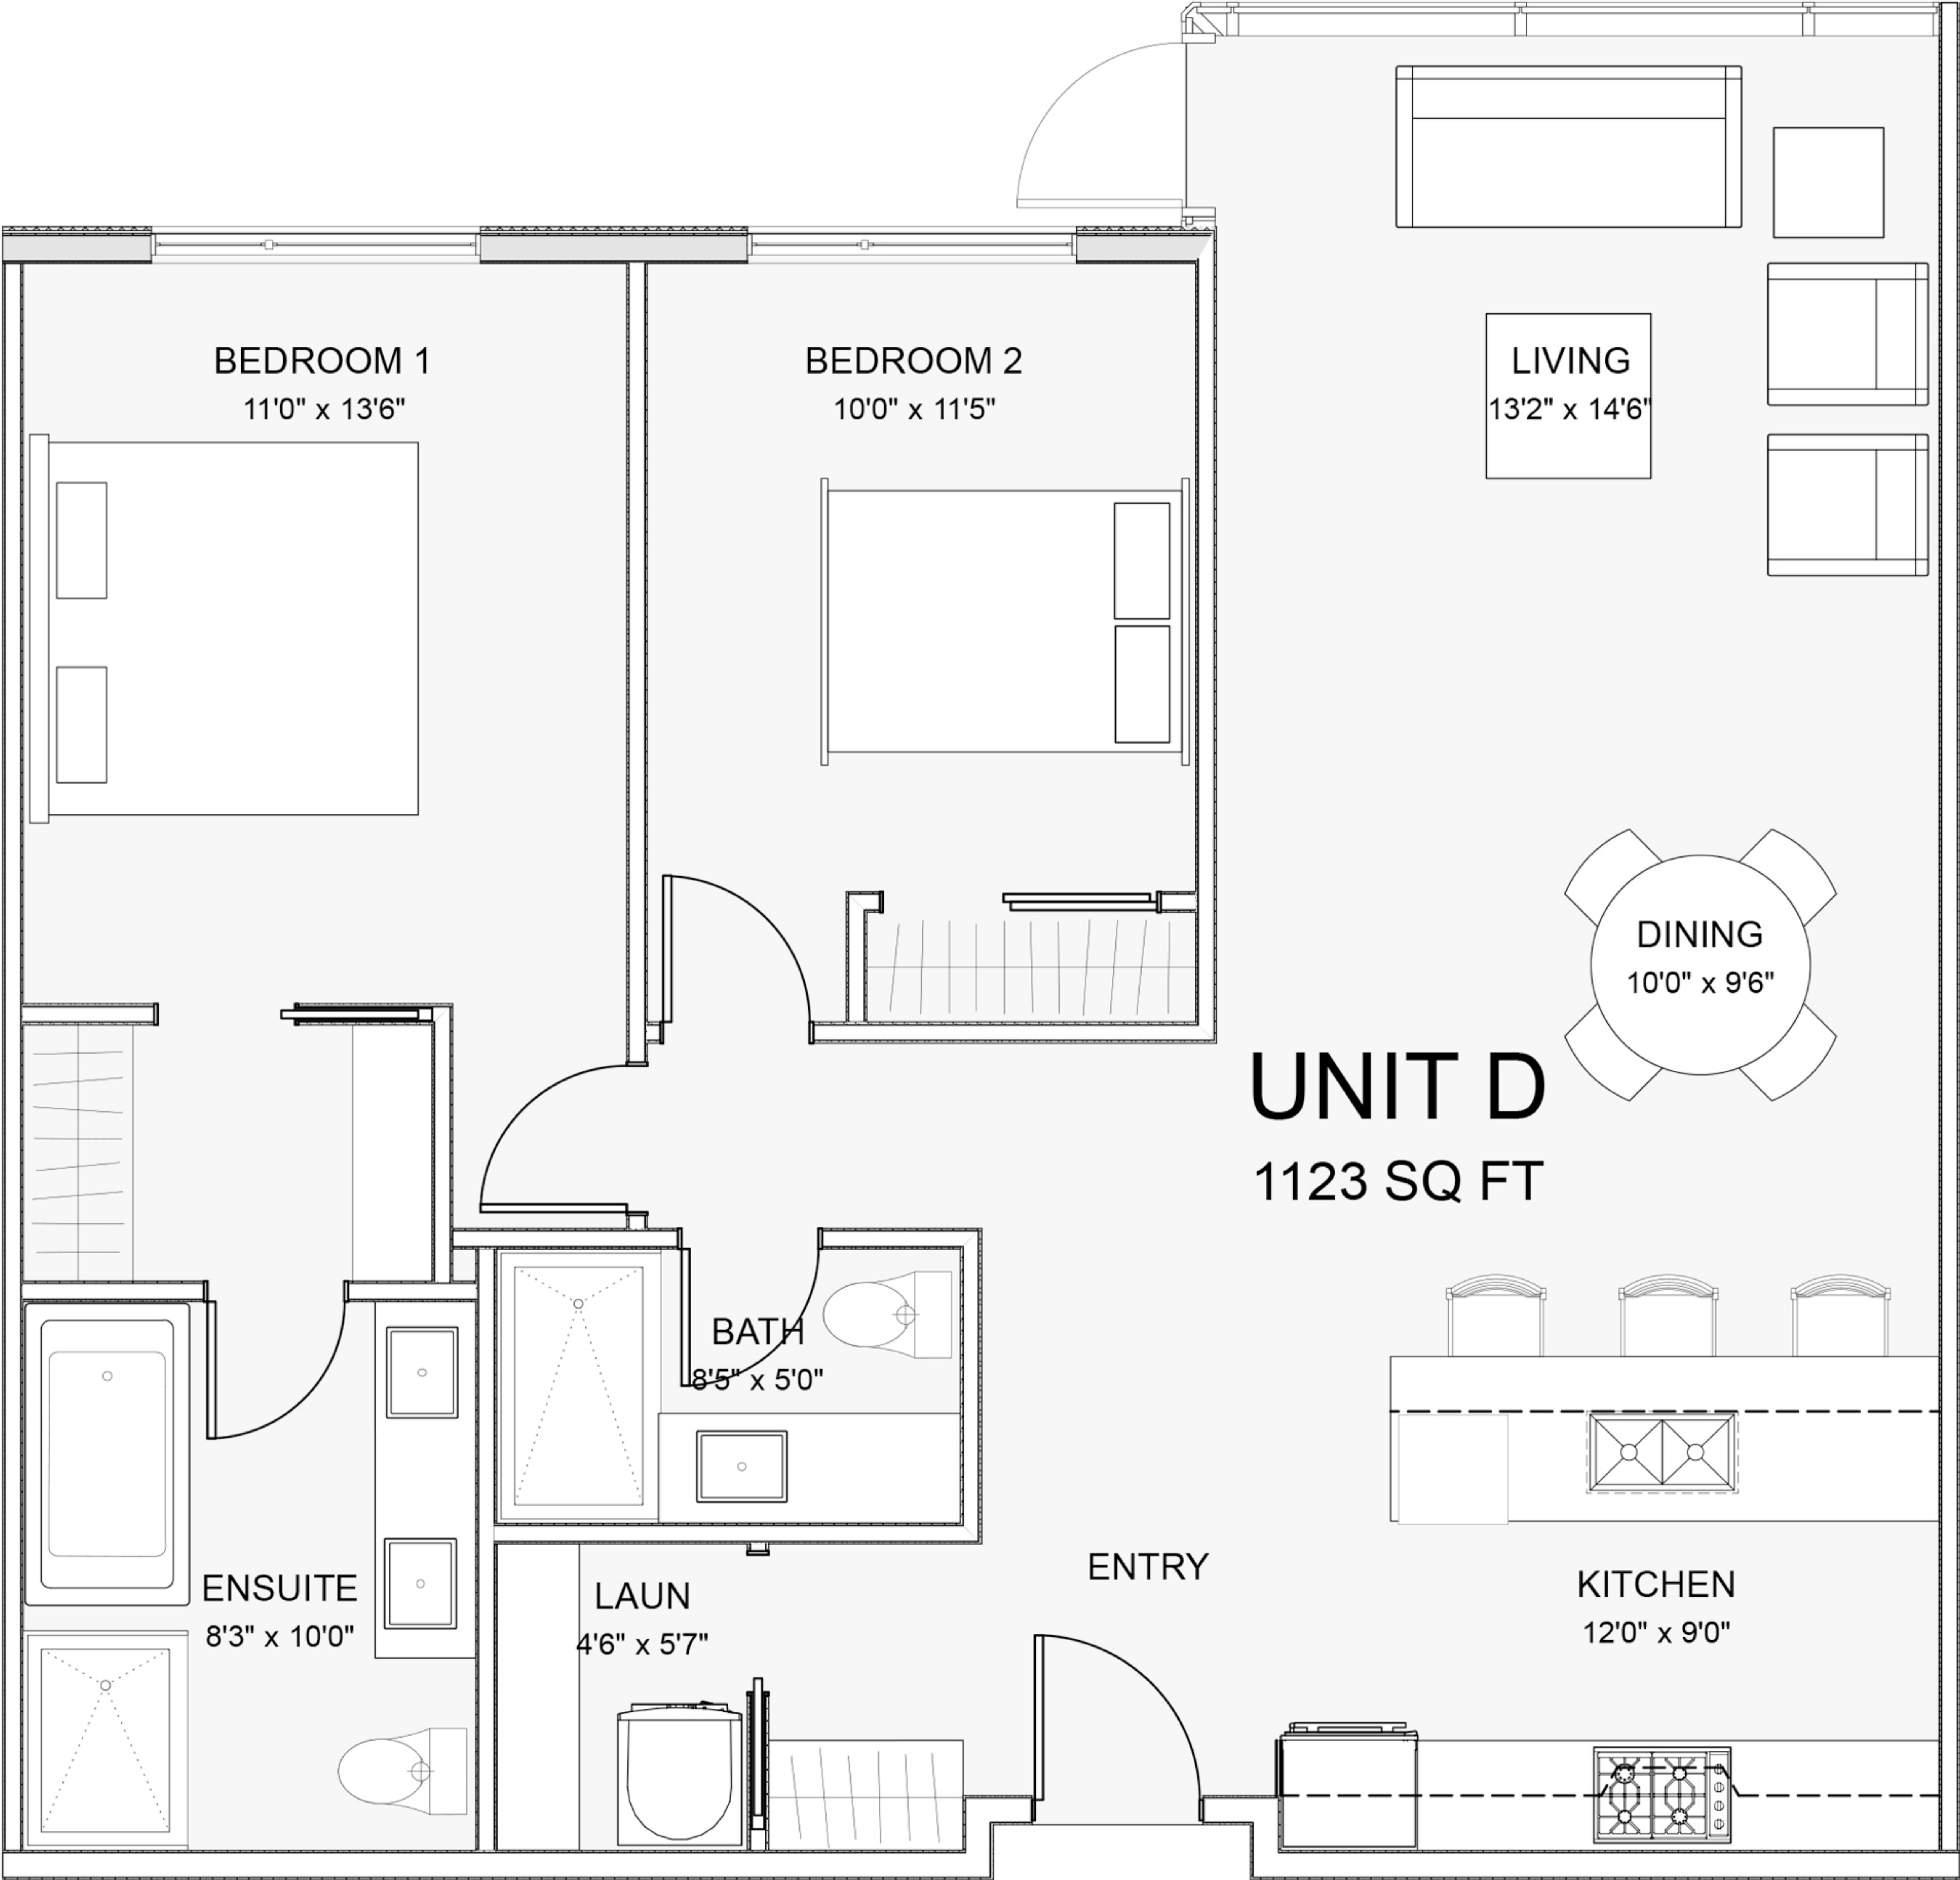 BEDROOM 1
11'0" x 13'6"
BEDROOM 2
10'0" x 11'5"
LIVING
13'2" x 14'6"
DINING
10'0" x 9'6"
UNIT D
1123 SQ FT
BATH
8'5" x 5'0"
ENSUITE
8'3" x 10'0"
LAUN
4'6" x 5'7"
ENTRY
KITCHEN
12'0" x 9'0"